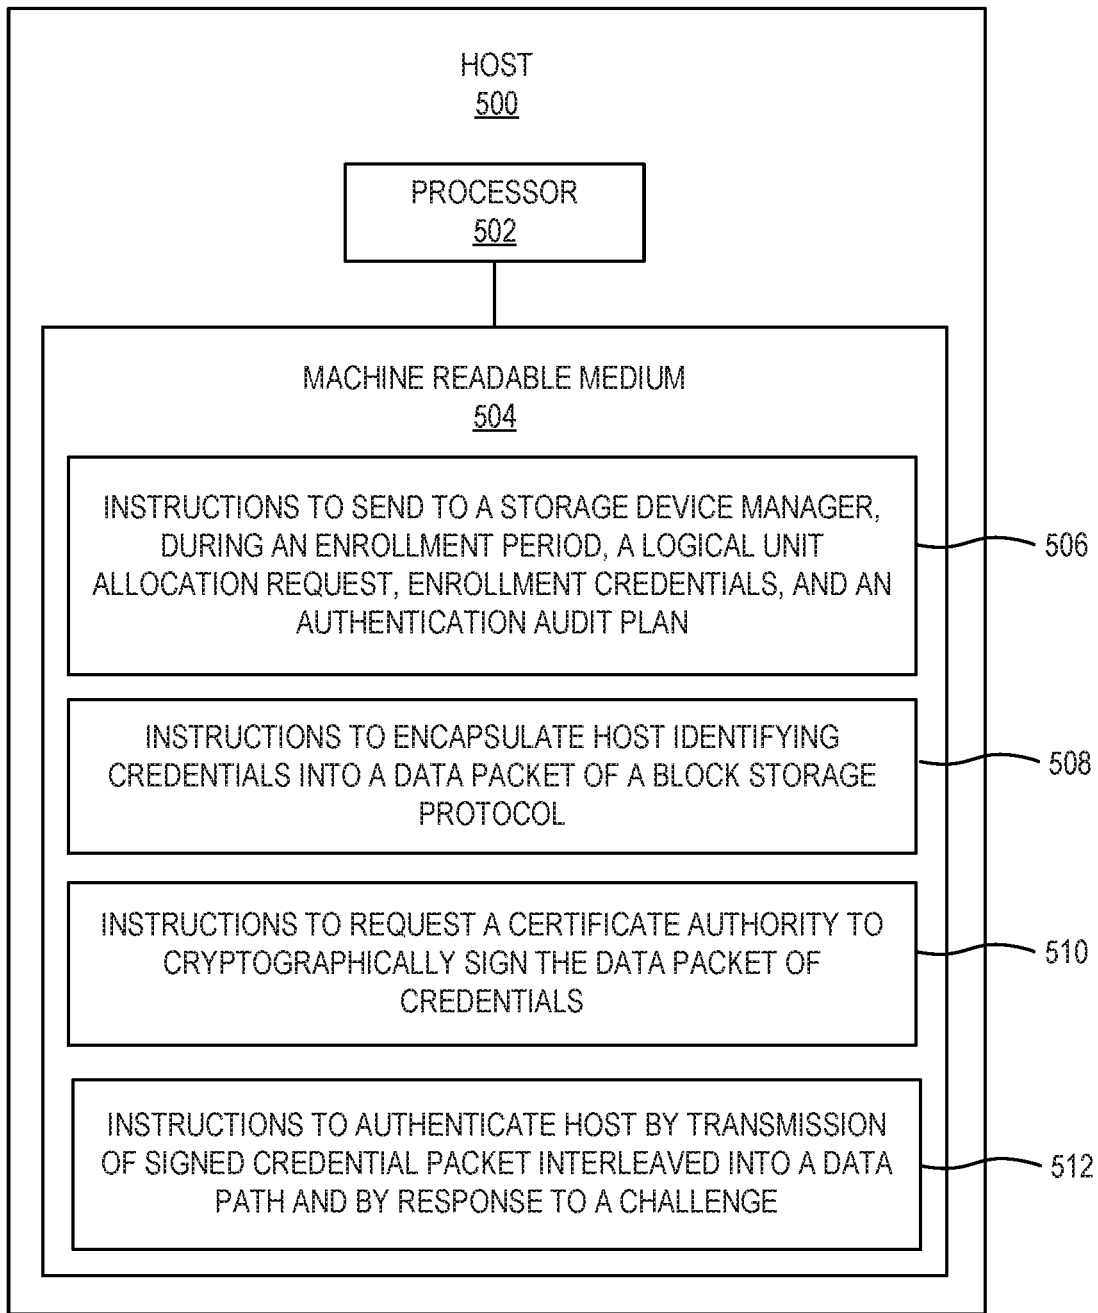 HOST
500
PROCESSOR
502
MACHINE READABLE MEDIUM
504
INSTRUCTIONS TO SEND TO A STORAGE DEVICE MANAGER,
DURING AN ENROLLMENT PERIOD, A LOGICAL UNIT
ALLOCATION REQUEST, ENROLLMENT CREDENTIALS, AND AN
AUTHENTICATION AUDIT PLAN
506
INSTRUCTIONS TO ENCAPSULATE HOST IDENTIFYING
CREDENTIALS INTO A DATA PACKET OF A BLOCK STORAGE
PROTOCOL
508
INSTRUCTIONS TO REQUEST A CERTIFICATE AUTHORITY TO
CRYPTOGRAPHICALLY SIGN THE DATA PACKET OF
CREDENTIALS
510
INSTRUCTIONS TO AUTHENTICATE HOST BY TRANSMISSION
OF SIGNED CREDENTIAL PACKET INTERLEAVED INTO A DATA
PATH AND BY RESPONSE TO A CHALLENGE
512